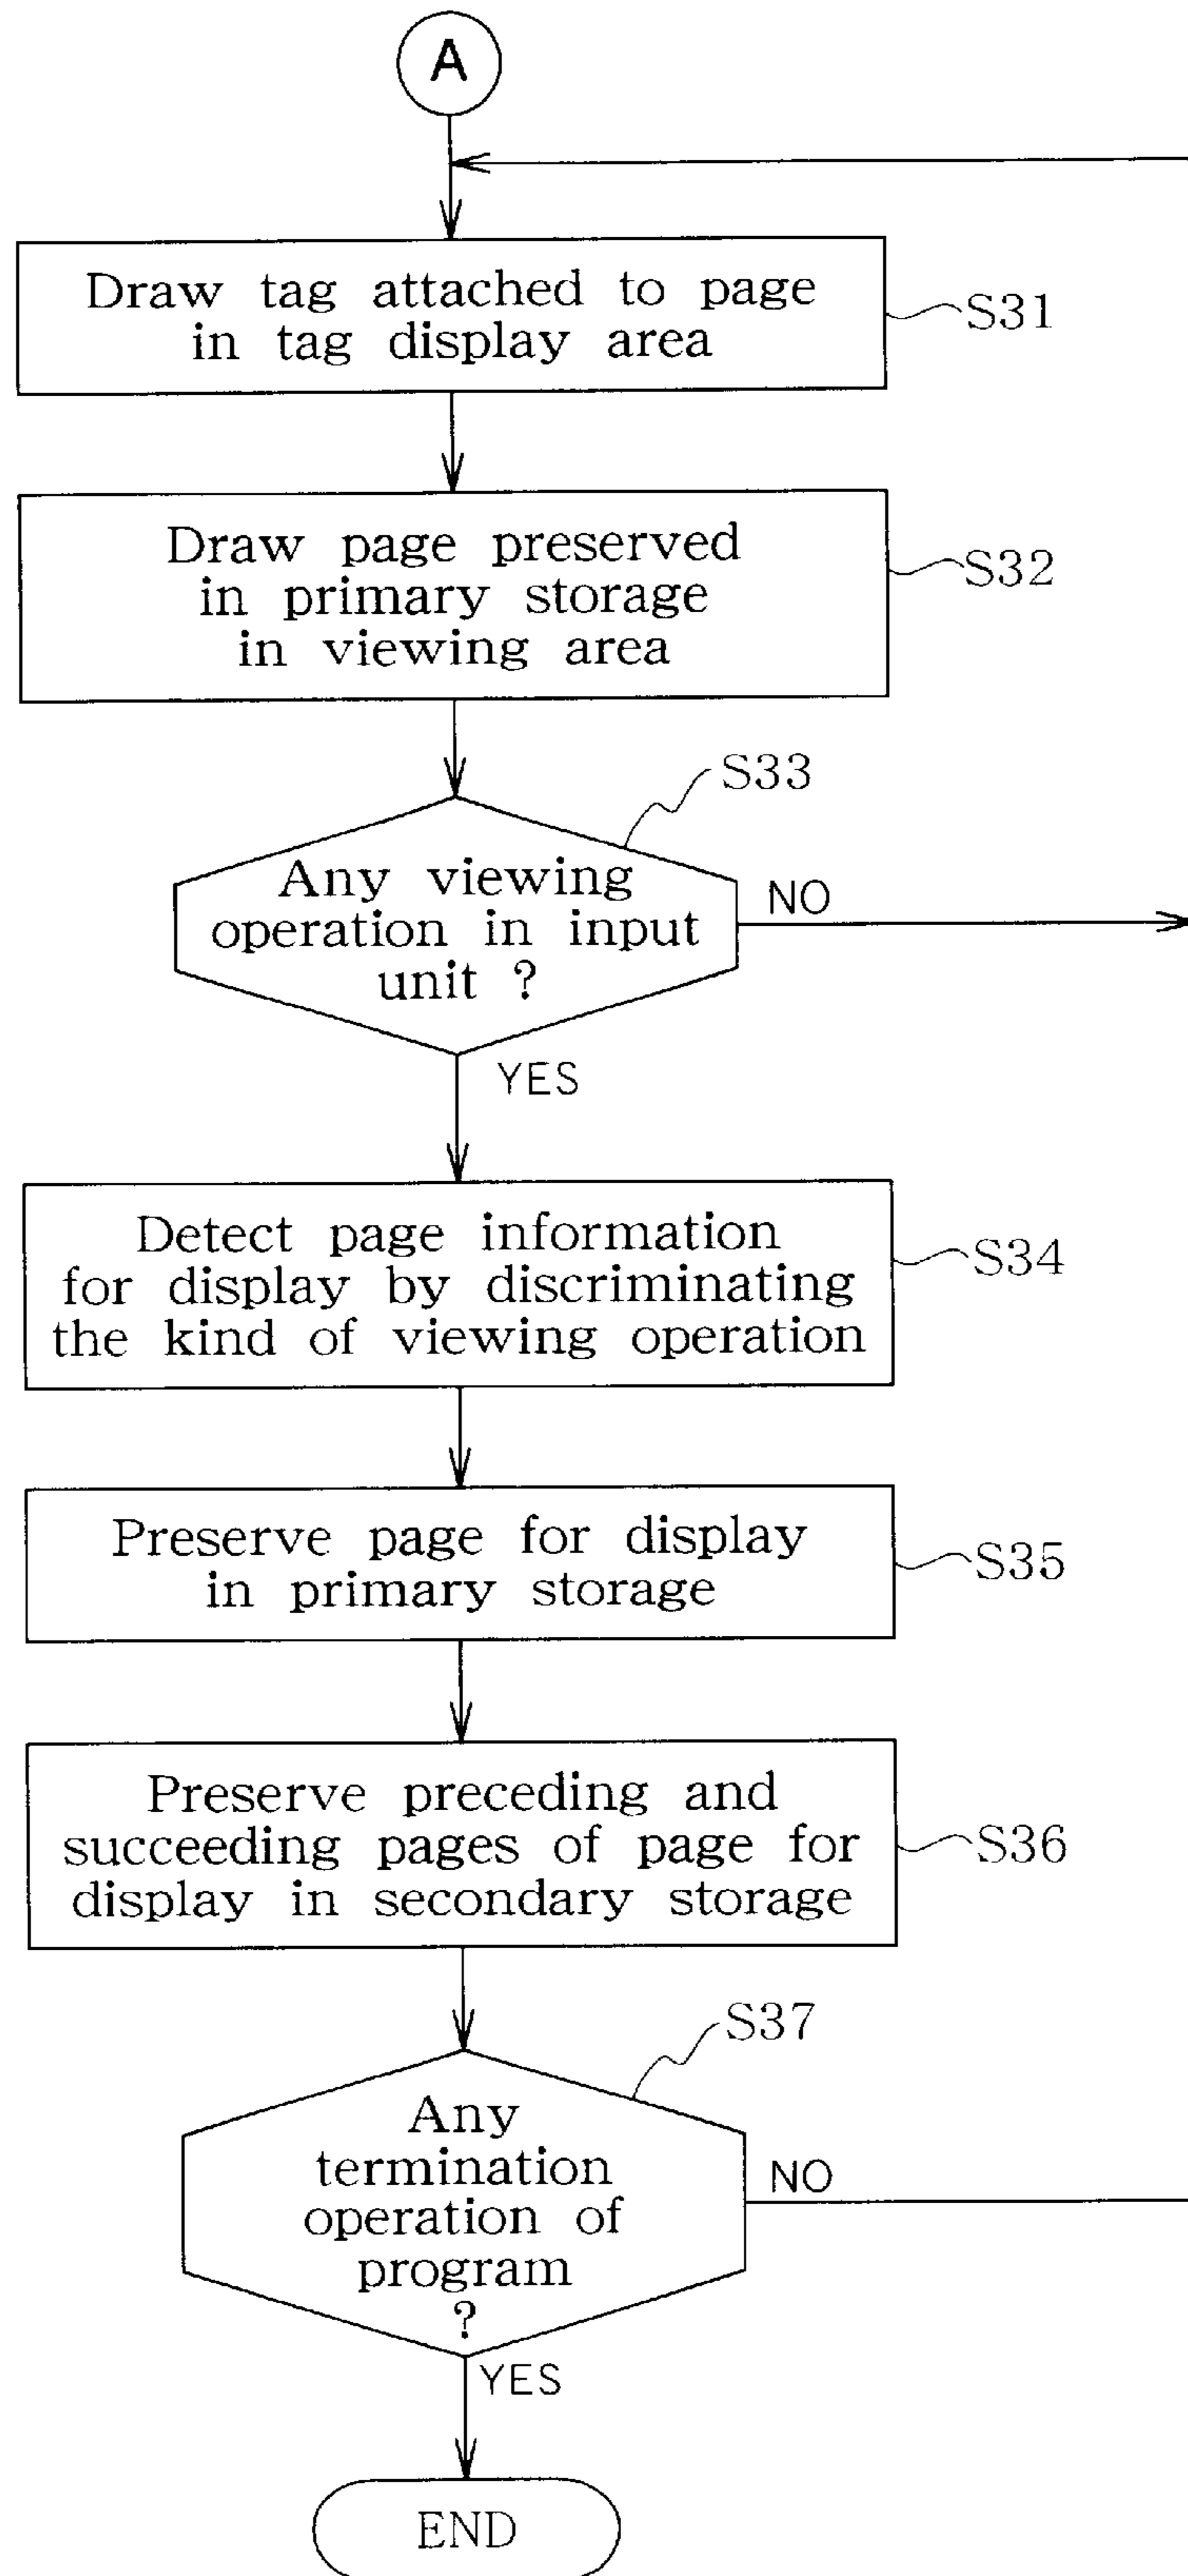 A
Draw tag attached to page
in tag display area
S31
Draw page preserved
in primary storage
in viewing area
S32
S33
Any viewing
operation in input
unit ?
NO
YES
Detect page information
for display by discriminating
the kind of viewing operation
S34
Preserve page for display
in primary storage
S35
Preserve preceding and
succeeding pages of page for
display in secondary storage
S36
S37
Any
termination
operation of
program
?
NO
YES
END